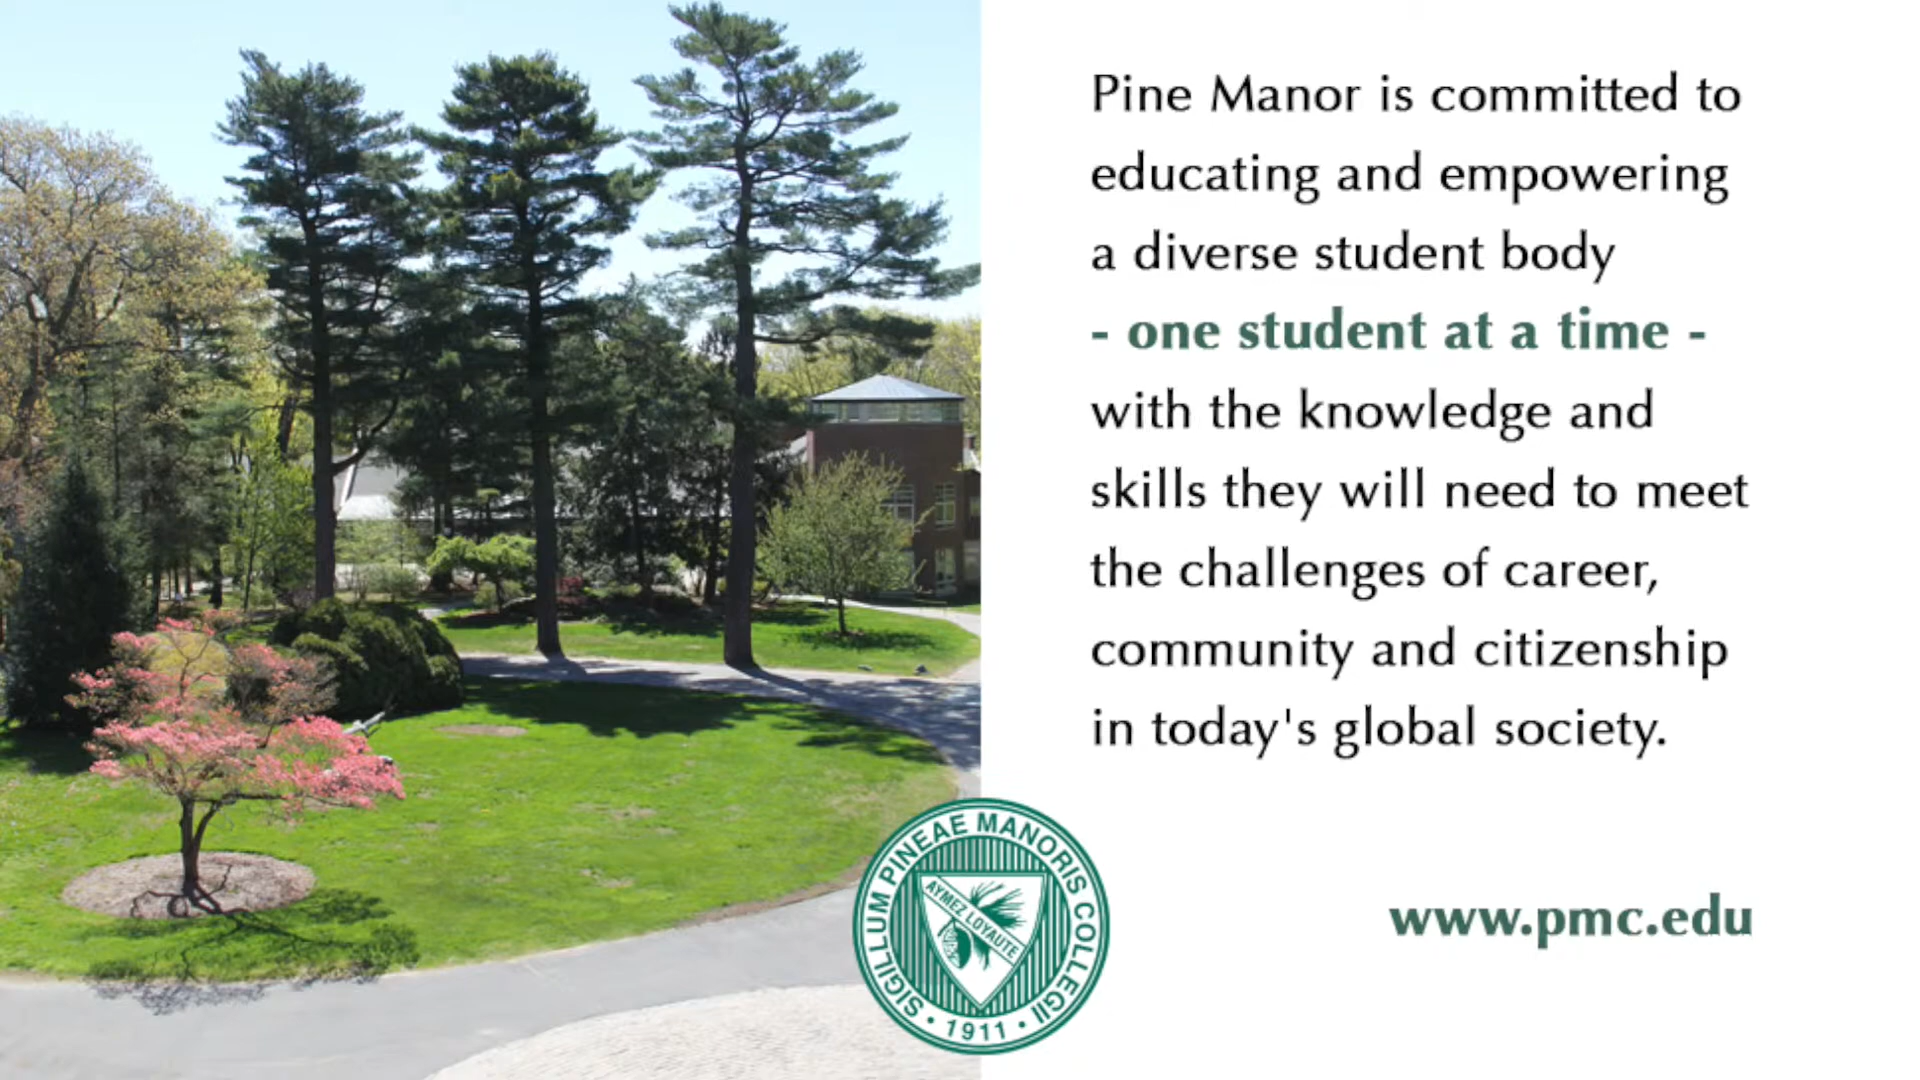 Pine Manor is committed to
educating and empowering
a diverse student body
- one student at a time -
with the knowledge and
skills they will need to meet
the challenges of career,
community and citizenship
in today's global society.
SIGILLUM PINEAE MANORIS COLLEGII
AYMEZ LOYAUTE
• 1911 •
www.pmc.edu